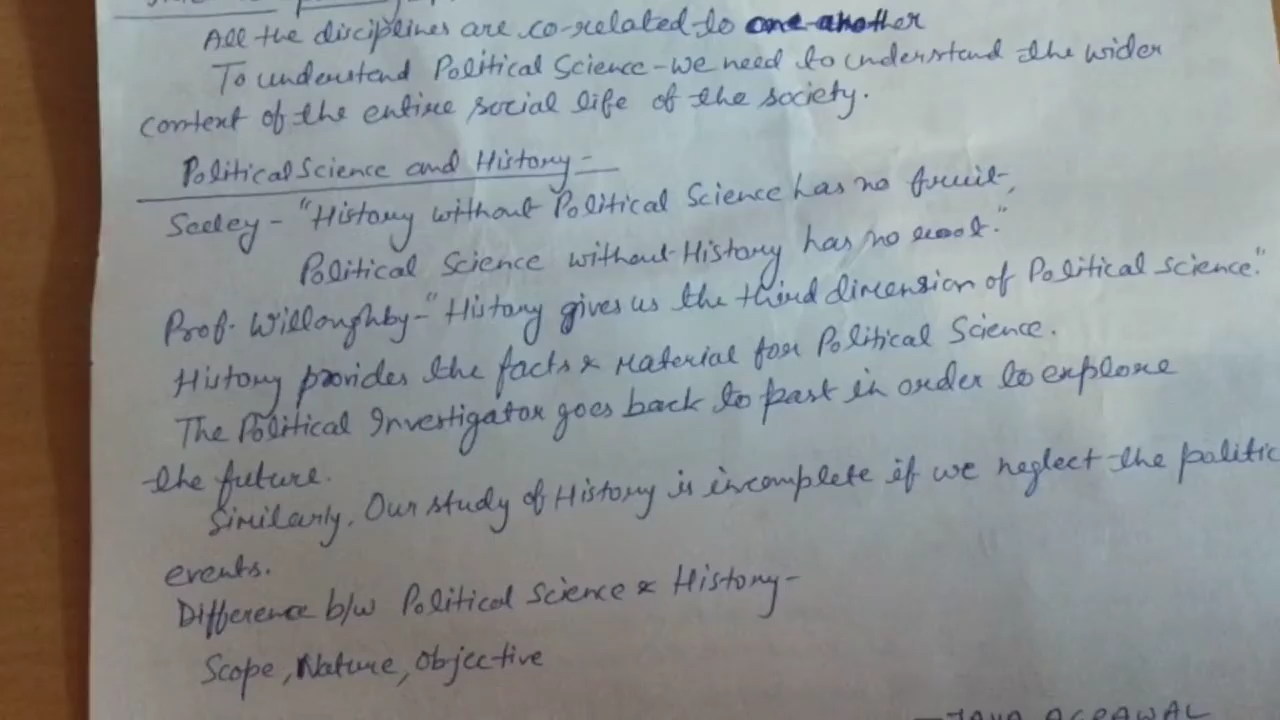 All the disciplines are co-related to one another
To understand Political Science - we need to understand the wider
context of the entire social life of the society.
Political Science and History -
Seeley - "History without Political Science has no fruit,
Political Science without History has no root."
Prof. Willoughby - "History gives us the third dimension of Political Science."
History provides the facts & material for Political Science.
The Political Investigator goes back to past in order to explore
the future.
Similarly, Our study of History is incomplete if we neglect the politic
events.
Difference b/w Political Science & History -
Scope, Nature, Objective
- JAYA AGRAWAL